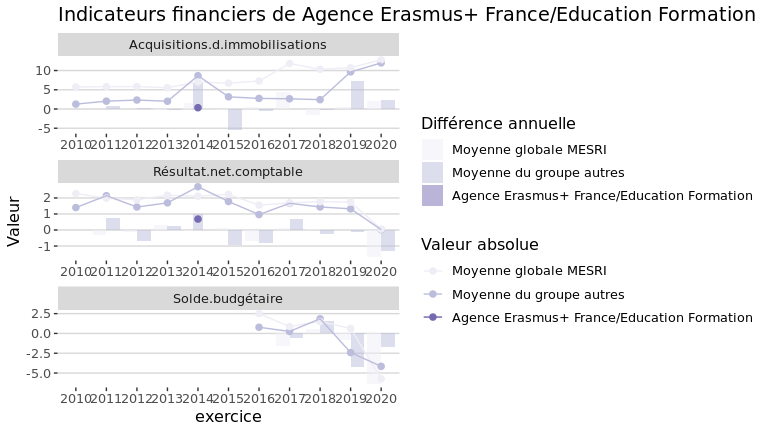 Indicateurs financiers de Agence Erasmus+ France/Education Formation
Acquisitions.d.immobilisations
10
5
0
-5
2010 2011 2012 2013 2014 2015 2016 2017 2018 2019 2020
Résultat.net.comptable
2
1
0
-1
2010 2011 2012 2013 2014 2015 2016 2017 2018 2019 2020
Solde.budgétaire
2.5
0.0
-2.5
-5.0
2010 2011 2012 2013 2014 2015 2016 2017 2018 2019 2020
exercice
Valeur
Différence annuelle
Moyenne globale MESRI
Moyenne du groupe autres
Agence Erasmus+ France/Education Formation
Valeur absolue
Moyenne globale MESRI
Moyenne du groupe autres
Agence Erasmus+ France/Education Formation